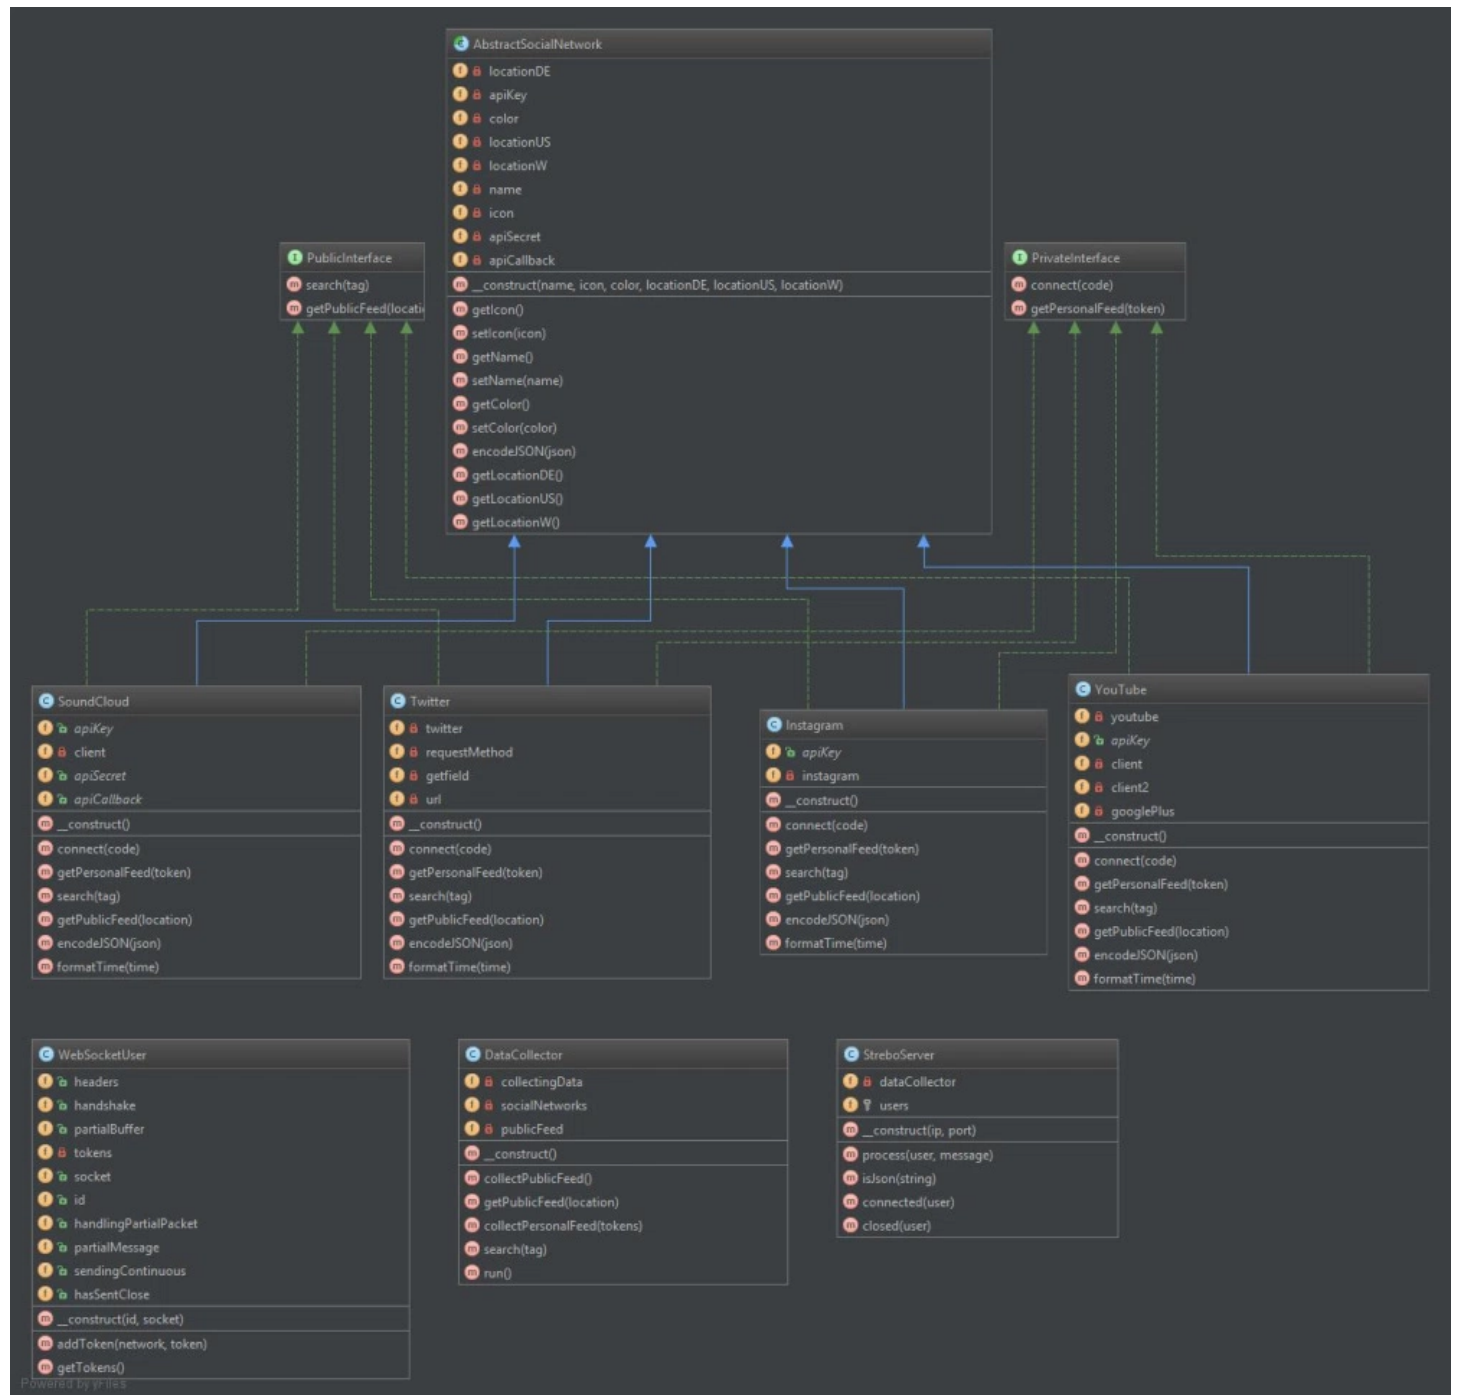 AbstractSocialNetwork
locationDE
apiKey
color
locationUS
locationW
name
icon
apiSecret
apiCallback
__construct(name, icon, color, locationDE, locationUS, locationW)
getIcon()
setIcon(icon)
getName()
setName(name)
getColor()
setColor(color)
encodeJSON(json)
getLocationDE()
getLocationUS()
getLocationW()
PublicInterface
search(tag)
getPublicFeed(locati
PrivateInterface
connect(code)
getPersonalFeed(token)
SoundCloud
apiKey
client
apiSecret
apiCallback
__construct()
connect(code)
getPersonalFeed(token)
search(tag)
getPublicFeed(location)
encodeJSON(json)
formatTime(time)
Twitter
twitter
requestMethod
getfield
url
__construct()
connect(code)
getPersonalFeed(token)
search(tag)
getPublicFeed(location)
encodeJSON(json)
formatTime(time)
Instagram
apiKey
instagram
__construct()
connect(code)
getPersonalFeed(token)
search(tag)
getPublicFeed(location)
encodeJSON(json)
formatTime(time)
YouTube
youtube
apiKey
client
client2
googlePlus
__construct()
connect(code)
getPersonalFeed(token)
search(tag)
getPublicFeed(location)
encodeJSON(json)
formatTime(time)
WebSocketUser
headers
handshake
partialBuffer
tokens
socket
id
handlingPartialPacket
partialMessage
sendingContinuous
hasSentClose
__construct(id, socket)
addToken(network, token)
getTokens()
DataCollector
collectingData
socialNetworks
publicFeed
__construct()
collectPublicFeed()
getPublicFeed(location)
collectPersonalFeed(tokens)
search(tag)
run()
StreboServer
dataCollector
users
__construct(ip, port)
process(user, message)
isJson(string)
connected(user)
closed(user)
Powered by yFiles